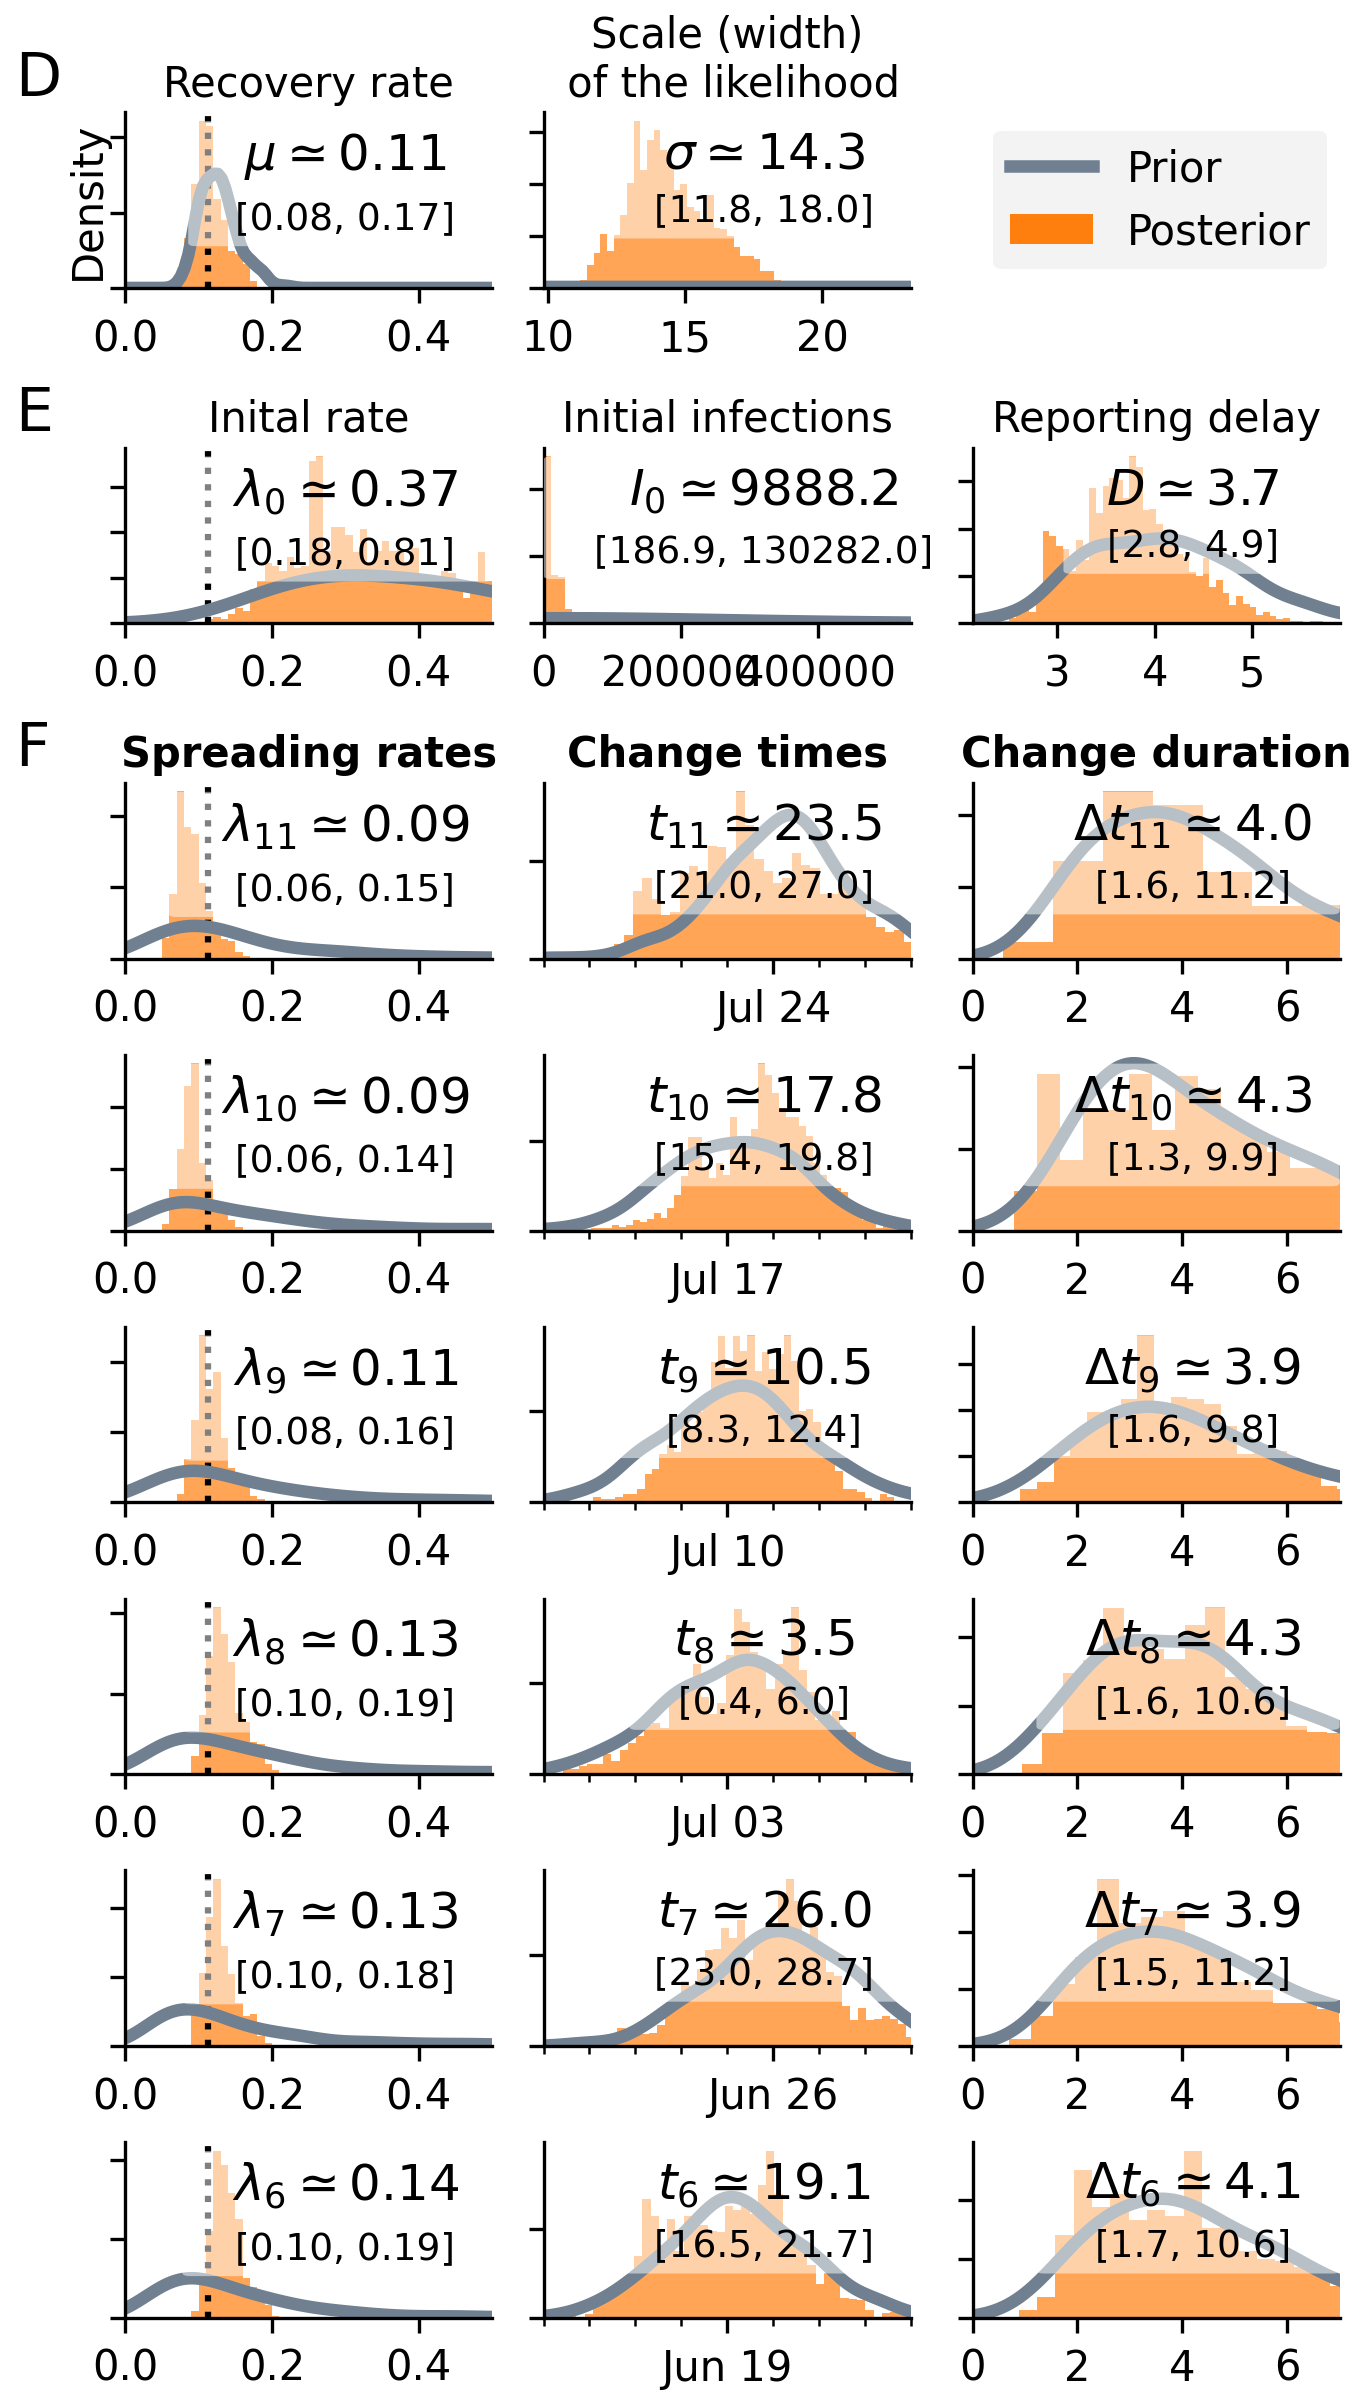 D
Recovery rate
Scale (width)
of the likelihood
Density
μ ≃ 0.11
[0.08, 0.17]
σ ≃ 14.3
[11.8, 18.0]
Prior
Posterior
0.0 0.2 0.4
10 15 20
E
Inital rate
Initial infections
Reporting delay
λ0 ≃ 0.37
[0.18, 0.81]
I0 ≃ 9888.2
[186.9, 130282.0]
D ≃ 3.7
[2.8, 4.9]
0.0 0.2 0.4
0 200000 400000
3 4 5
F
Spreading rates
Change times
Change duration
λ11 ≃ 0.09
[0.06, 0.15]
t11 ≃ 23.5
[21.0, 27.0]
Δt11 ≃ 4.0
[1.6, 11.2]
0.0 0.2 0.4
Jul 24
0 2 4 6
λ10 ≃ 0.09
[0.06, 0.14]
t10 ≃ 17.8
[15.4, 19.8]
Δt10 ≃ 4.3
[1.3, 9.9]
0.0 0.2 0.4
Jul 17
0 2 4 6
λ9 ≃ 0.11
[0.08, 0.16]
t9 ≃ 10.5
[8.3, 12.4]
Δt9 ≃ 3.9
[1.6, 9.8]
0.0 0.2 0.4
Jul 10
0 2 4 6
λ8 ≃ 0.13
[0.10, 0.19]
t8 ≃ 3.5
[0.4, 6.0]
Δt8 ≃ 4.3
[1.6, 10.6]
0.0 0.2 0.4
Jul 03
0 2 4 6
λ7 ≃ 0.13
[0.10, 0.18]
t7 ≃ 26.0
[23.0, 28.7]
Δt7 ≃ 3.9
[1.5, 11.2]
0.0 0.2 0.4
Jun 26
0 2 4 6
λ6 ≃ 0.14
[0.10, 0.19]
t6 ≃ 19.1
[16.5, 21.7]
Δt6 ≃ 4.1
[1.7, 10.6]
0.0 0.2 0.4
Jun 19
0 2 4 6